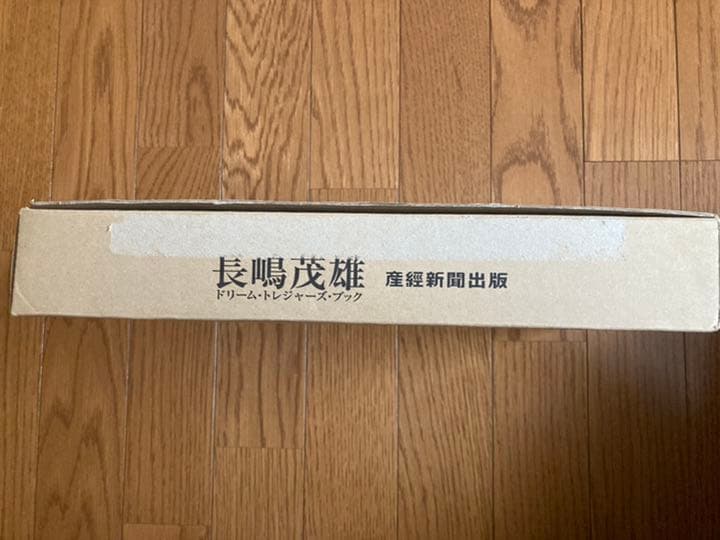 長嶋茂雄 産經新聞出版
ドリーム・トレジャーズ・ブック